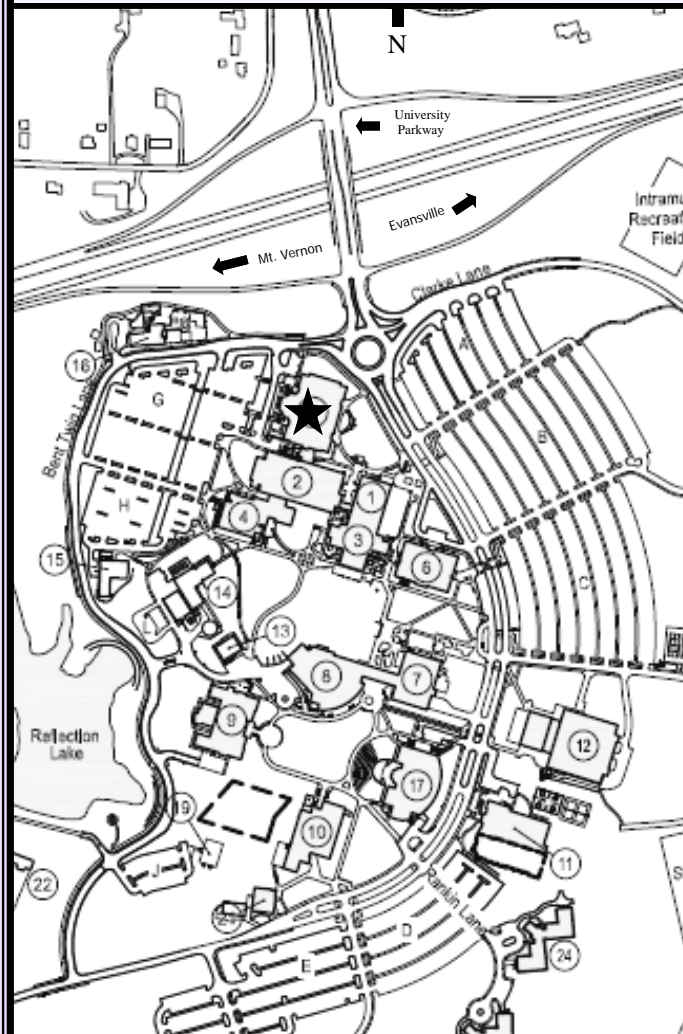 N
University
Parkway
Evansville
Mt. Vernon
Clarke Lane
Intramu
Recreat
Field
A
16
G
Bent Twig Lane
B
2
1
H
4
3
6
15
C
14
13
8
7
9
Reflection
Lake
12
17
19
10
J
11
22
S
Rankin Lane
D
24
E